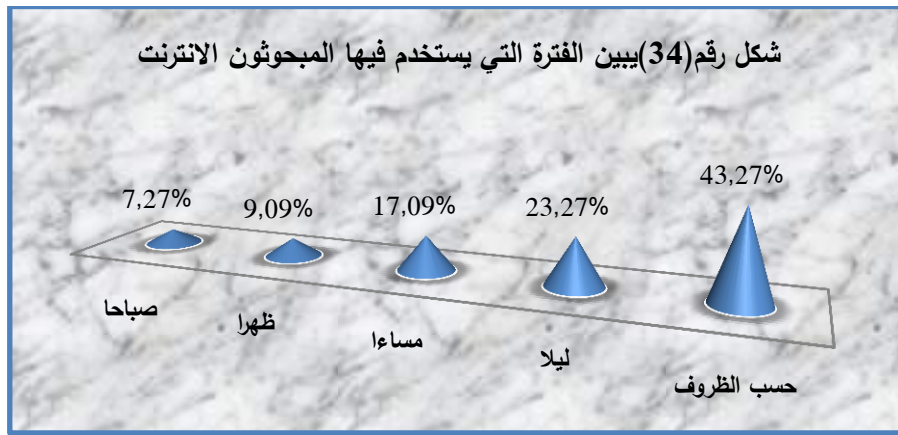 شكل رقم(34)يبين الفترة التي يستخدم فيها المبحوثون الانترنت
7,27%
9,09%
17,09%
23,27%
43,27%
صباحا
ظهرا
مساءا
ليلا
حسب الظروف